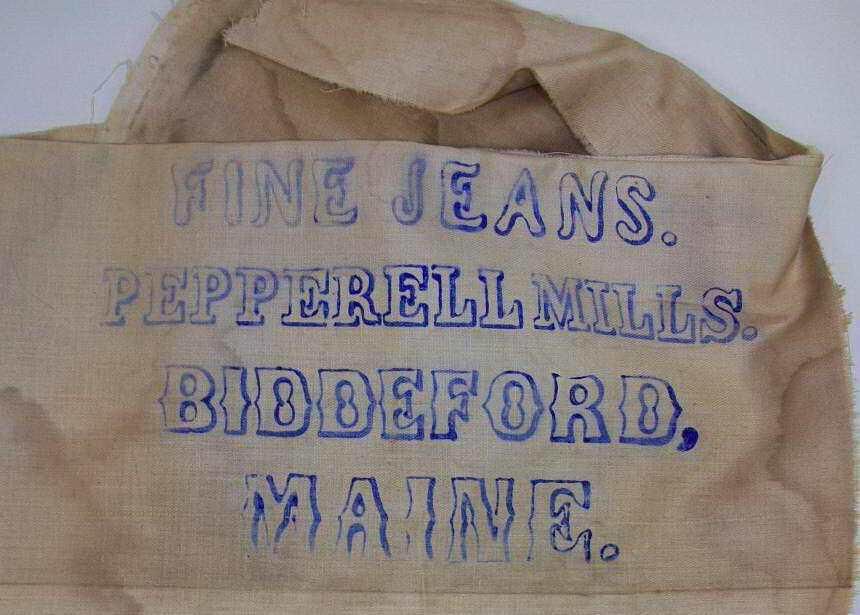 FINE JEANS.
PEPPERELL MILLS.
BIDDEFORD,
MAINE.